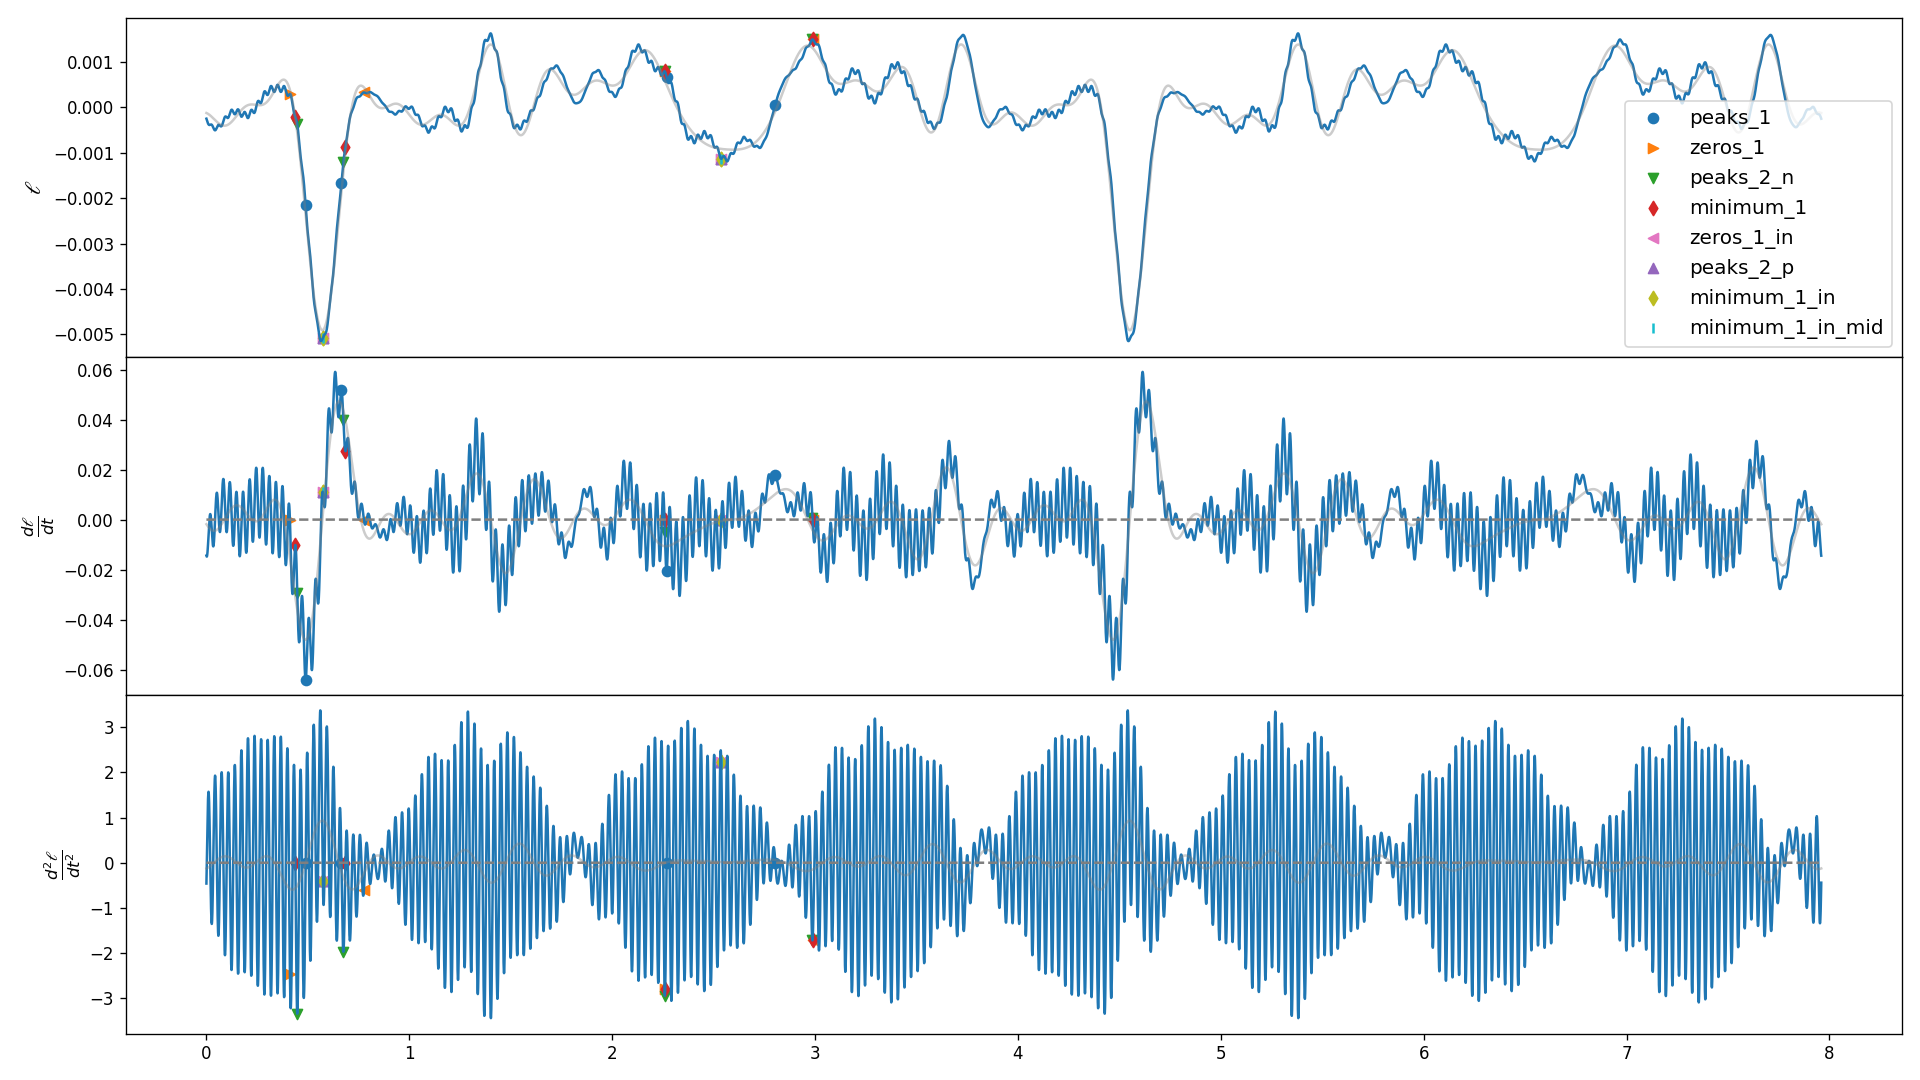 0.001
0.000
−0.001
−0.002
−0.003
−0.004
−0.005
ℓ
peaks_1
zeros_1
peaks_2_n
minimum_1
zeros_1_in
peaks_2_p
minimum_1_in
minimum_1_in_mid
0.06
0.04
0.02
0.00
−0.02
−0.04
−0.06
dℓ
dt
3
2
1
0
−1
−2
−3
d²ℓ
dt²
0 1 2 3 4 5 6 7 8